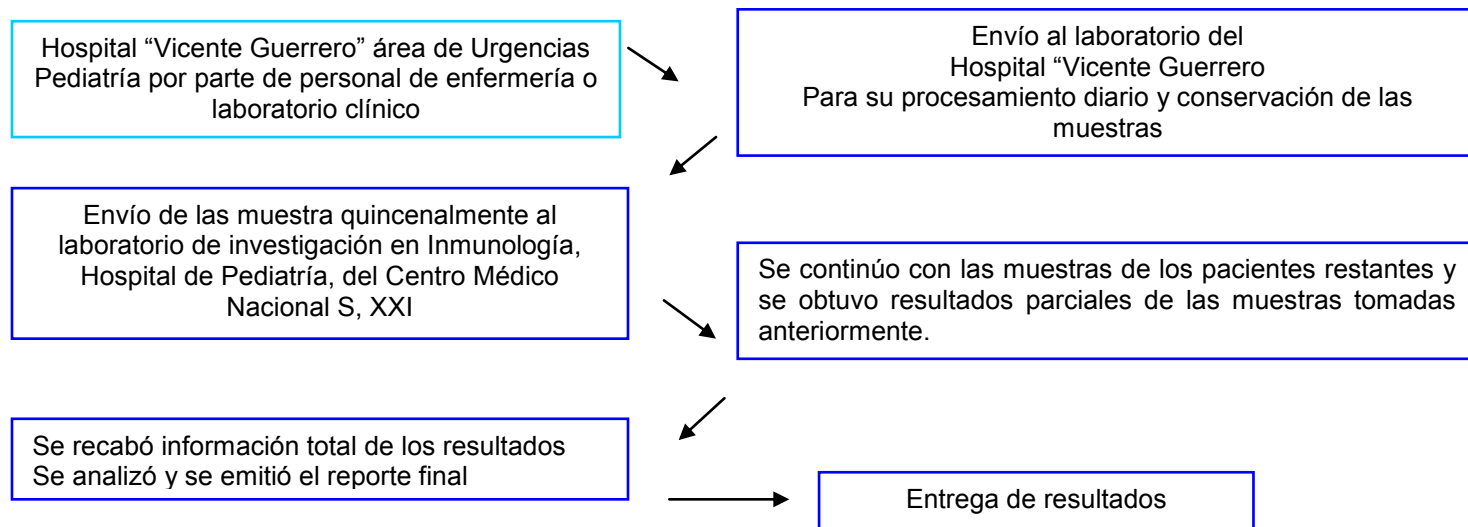 Hospital “Vicente Guerrero” área de Urgencias
Pediatría por parte de personal de enfermería o
laboratorio clínico
Envío al laboratorio del
Hospital “Vicente Guerrero
Para su procesamiento diario y conservación de las
muestras
Envío de las muestra quincenalmente al
laboratorio de investigación en Inmunología,
Hospital de Pediatría, del Centro Médico
Nacional S, XXI
Se continúo con las muestras de los pacientes restantes y
se obtuvo resultados parciales de las muestras tomadas
anteriormente.
Se recabó información total de los resultados
Se analizó y se emitió el reporte final
Entrega de resultados